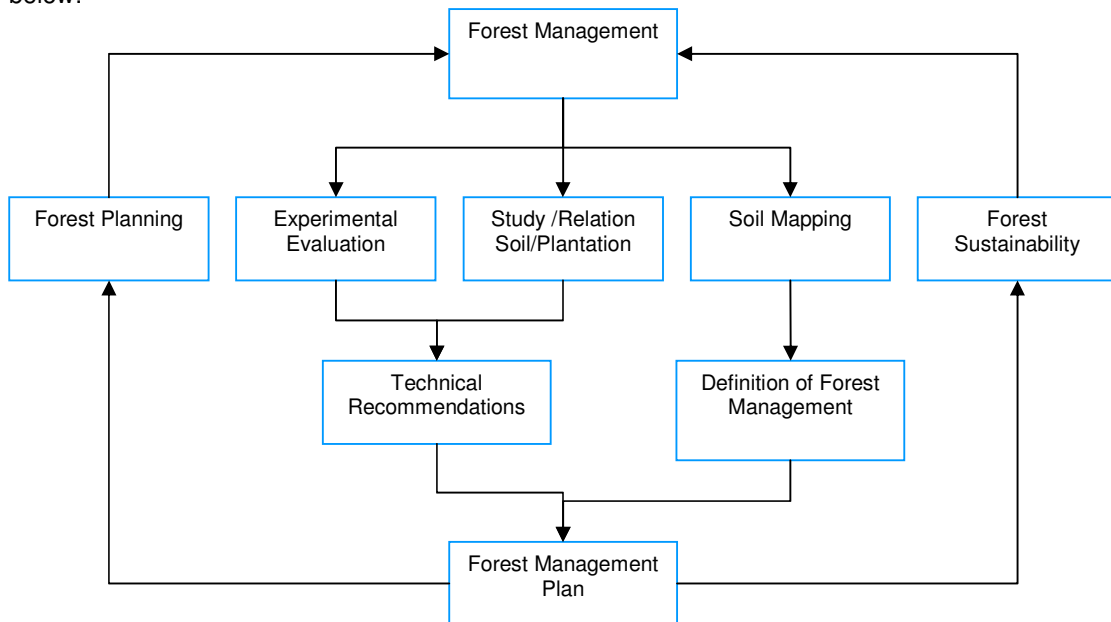 below:
Forest Management
Forest Planning
Experimental
Evaluation
Study /Relation
Soil/Plantation
Soil Mapping
Forest
Sustainability
Technical
Recommendations
Definition of Forest
Management
Forest Management
Plan